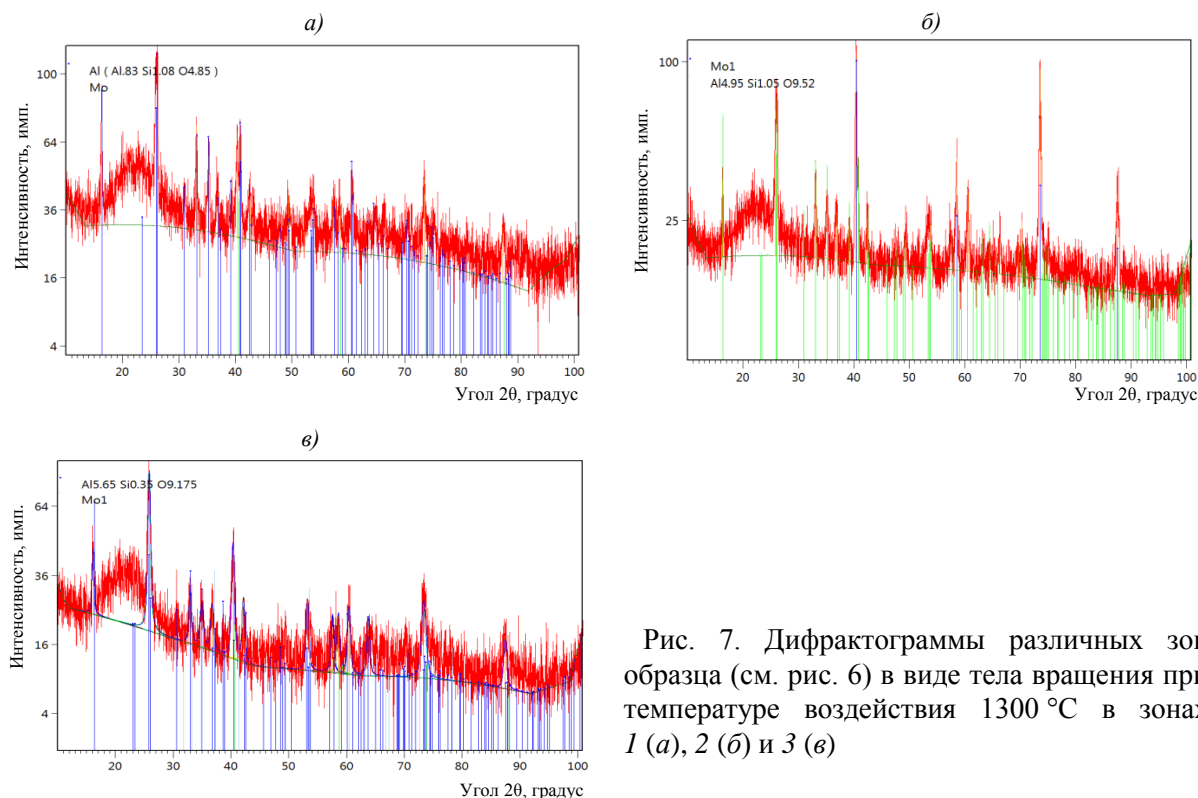 а)
Al ( Al.83 Si1.08 O4.85 )
Mo
Интенсивность, имп.
100
64
36
16
4
20 30 40 50 60 70 80 90 100
Угол 2θ, градус
б)
Mo1
Al4.95 Si1.05 O9.52
Интенсивность, имп.
100
25
20 30 40 50 60 70 80 90 100
Угол 2θ, градус
в)
Al5.65 Si0.35 O9.175
Mo1
Интенсивность, имп.
64
36
16
4
20 30 40 50 60 70 80 90 100
Угол 2θ, градус
Рис. 7. Дифрактограммы различных зон
образца (см. рис. 6) в виде тела вращения при
температуре воздействия 1300 °С в зонах
1 (а), 2 (б) и 3 (в)